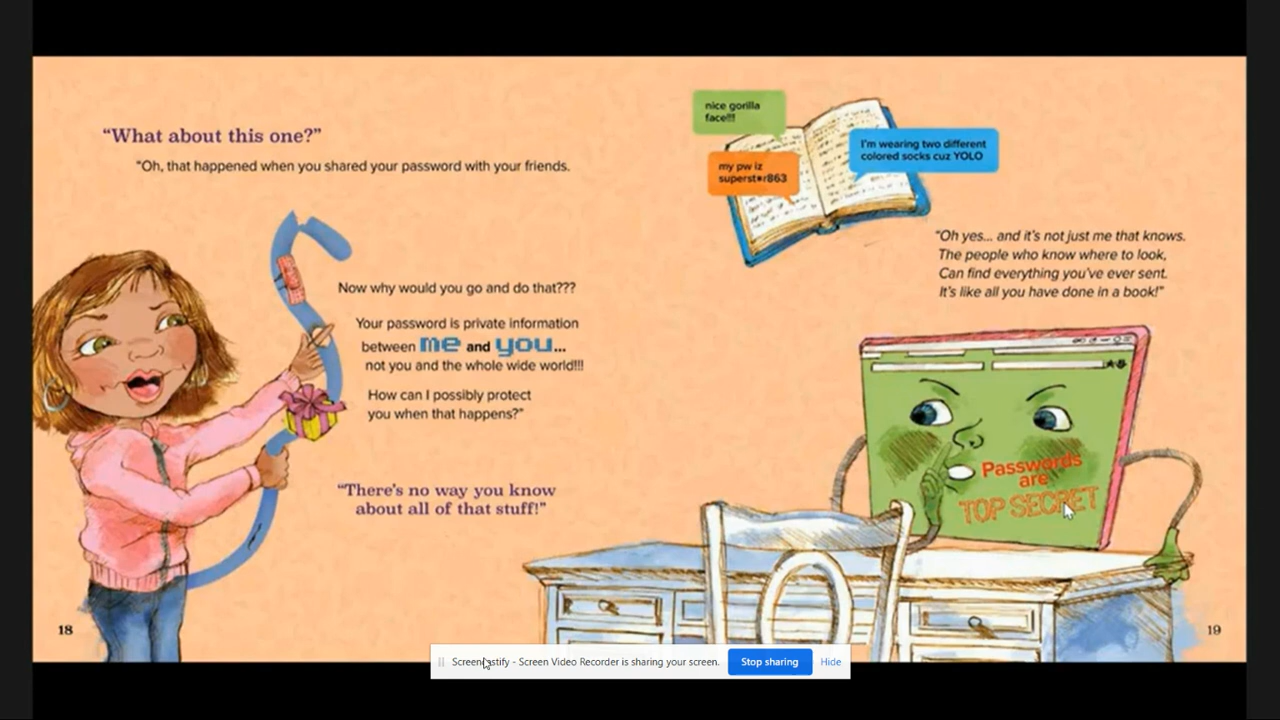 “What about this one?”
“Oh, that happened when you shared your password with your friends.
Now why would you go and do that???
Your password is private information
between me and you...
not you and the whole wide world!!!
How can I possibly protect
you when that happens?”
“There’s no way you know
about all of that stuff!”
18
nice gorilla
face!!!
my pw iz
superst★r863
I’m wearing two different
colored socks cuz YOLO
“Oh yes... and it’s not just me that knows.
The people who know where to look,
Can find everything you’ve ever sent.
It’s like all you have done in a book!”
Passwords
are
TOP SECRET
19
Screencastify - Screen Video Recorder is sharing your screen.
Stop sharing
Hide